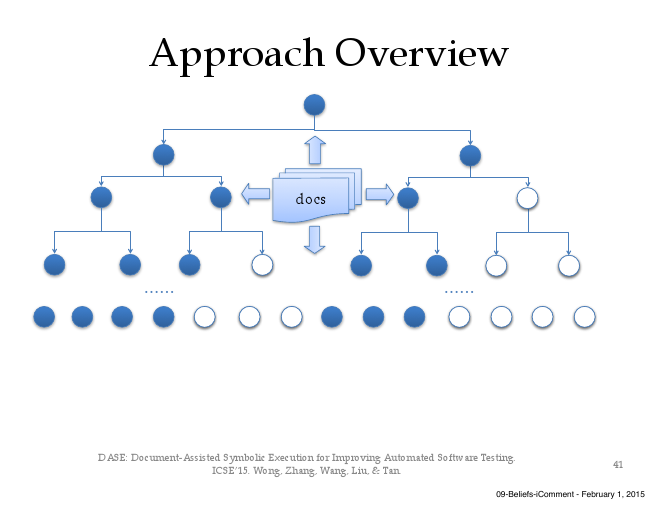 Approach Overview
docs
......
......
DASE: Document-Assisted Symbolic Execution for Improving Automated Software Testing.
ICSE'15. Wong, Zhang, Wang, Liu, & Tan.
41
09-Beliefs-iComment - February 1, 2015